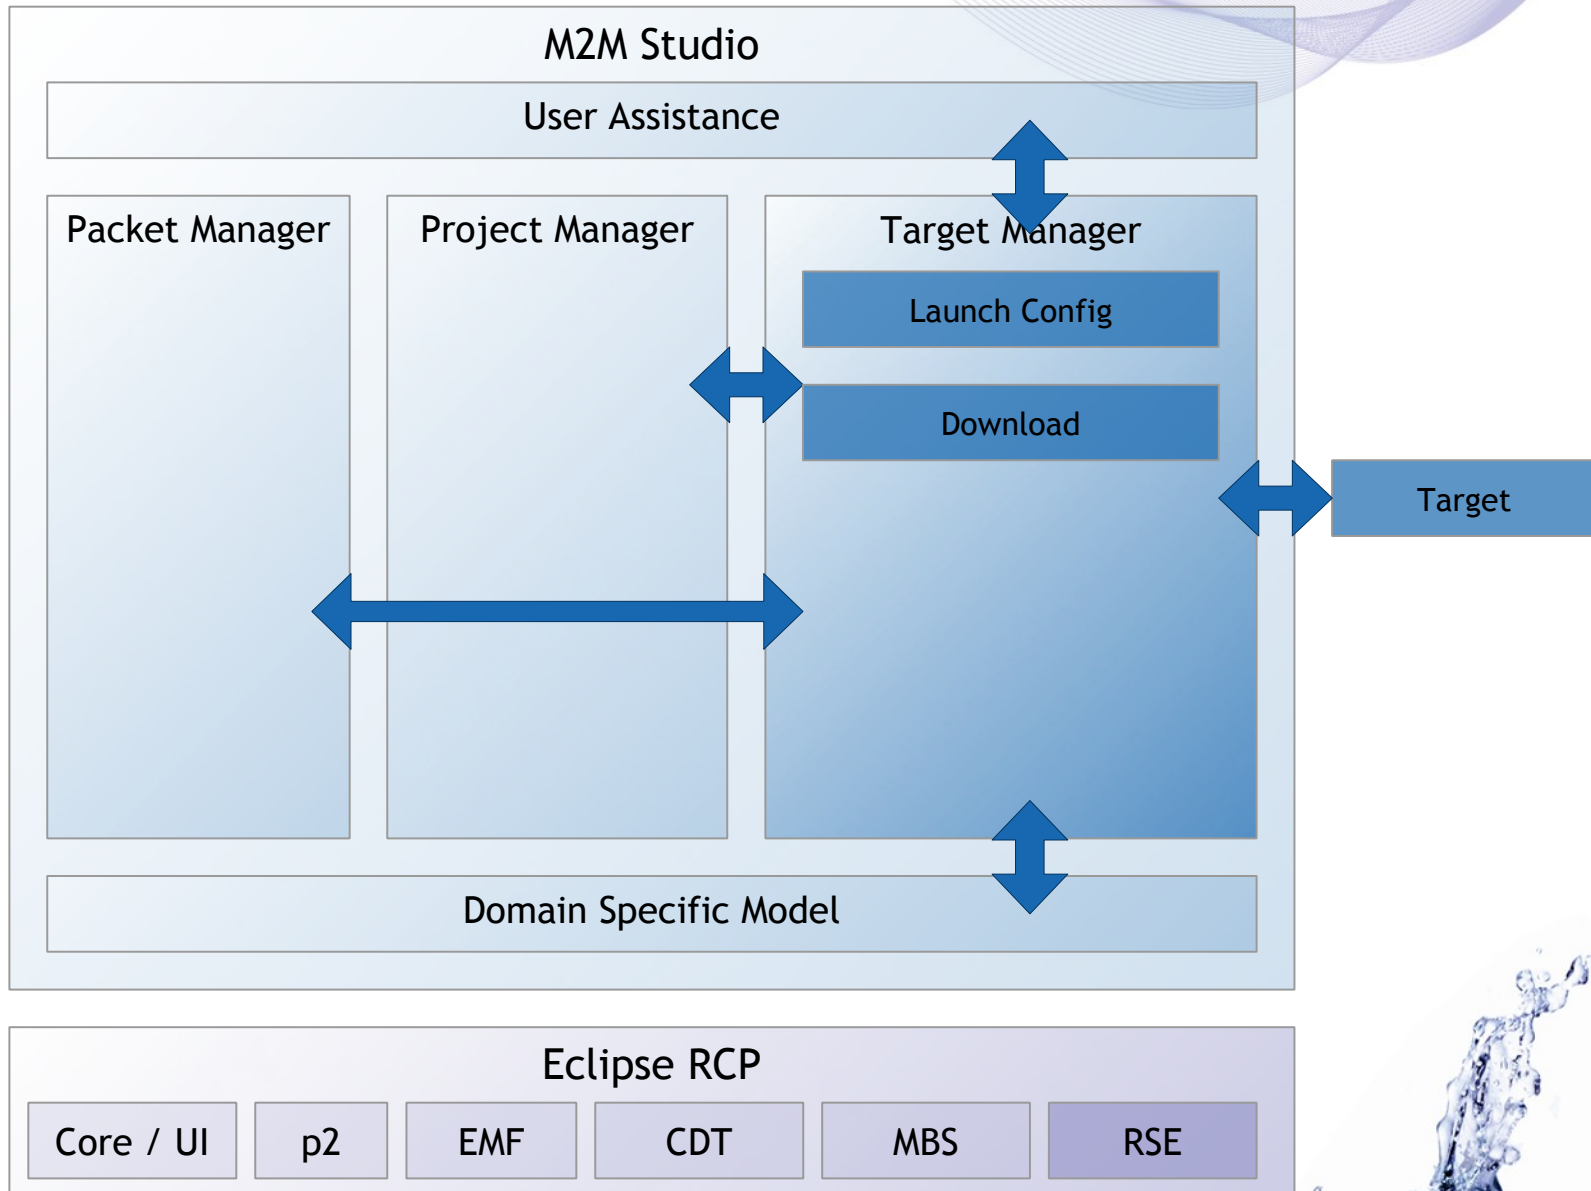 M2M Studio
User Assistance
Packet Manager
Project Manager
Target Manager
Launch Config
Download
Target
Domain Specific Model
Eclipse RCP
Core / UI
p2
EMF
CDT
MBS
RSE